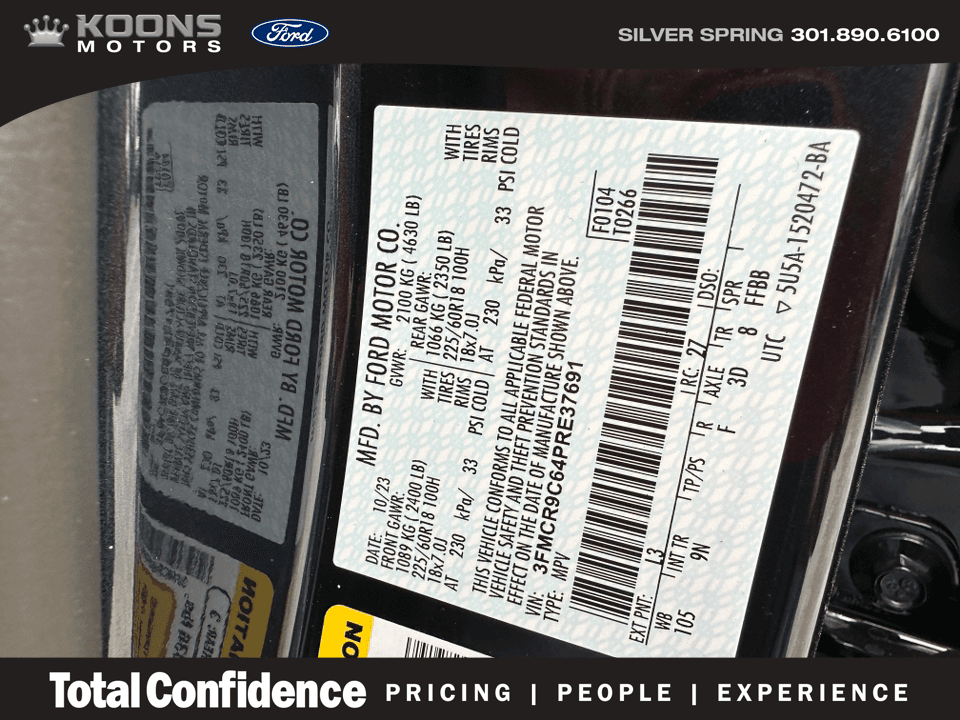 KOONS
MOTORS
Ford
SILVER SPRING 301.890.6100
MFD. BY FORD MOTOR CO.
DATE: 10/23
GVWR: 2100 KG ( 4630 LB)
FRONT GAWR:
1089 KG ( 2400 LB)
WITH
225/60R18 100H
TIRES
18x7.0J
RIMS
AT 230 kPa/ 33 PSI COLD
REAR GAWR:
1066 KG ( 2350 LB)
WITH
225/60R18 100H
TIRES
18x7.0J
RIMS
AT 230 kPa/ 33 PSI COLD
THIS VEHICLE CONFORMS TO ALL APPLICABLE FEDERAL MOTOR
VEHICLE SAFETY AND THEFT PREVENTION STANDARDS IN
EFFECT ON THE DATE OF MANUFACTURE SHOWN ABOVE.
VIN: 3FMCR9C64PRE37691
TYPE: MPV
F0104
T0266
EXT PNT: L3 RC: 27 DSO:
WB INT TR TP/PS R AXLE TR SPR
105 9N F 3D 8 FFBB
UTC ▽ 5U5A-1520472-BA
Total Confidence PRICING | PEOPLE | EXPERIENCE